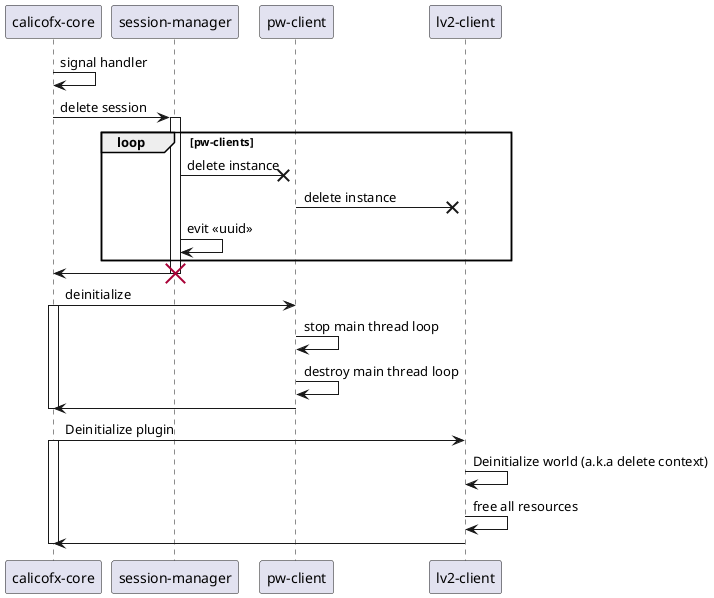 calicofx-core session-manager pw-client lv2-client
signal handler
delete session
loop [pw-clients]
delete instance
delete instance
evit «uuid»
deinitialize
stop main thread loop
destroy main thread loop
Deinitialize plugin
Deinitialize world (a.k.a delete context)
free all resources
calicofx-core session-manager pw-client lv2-client